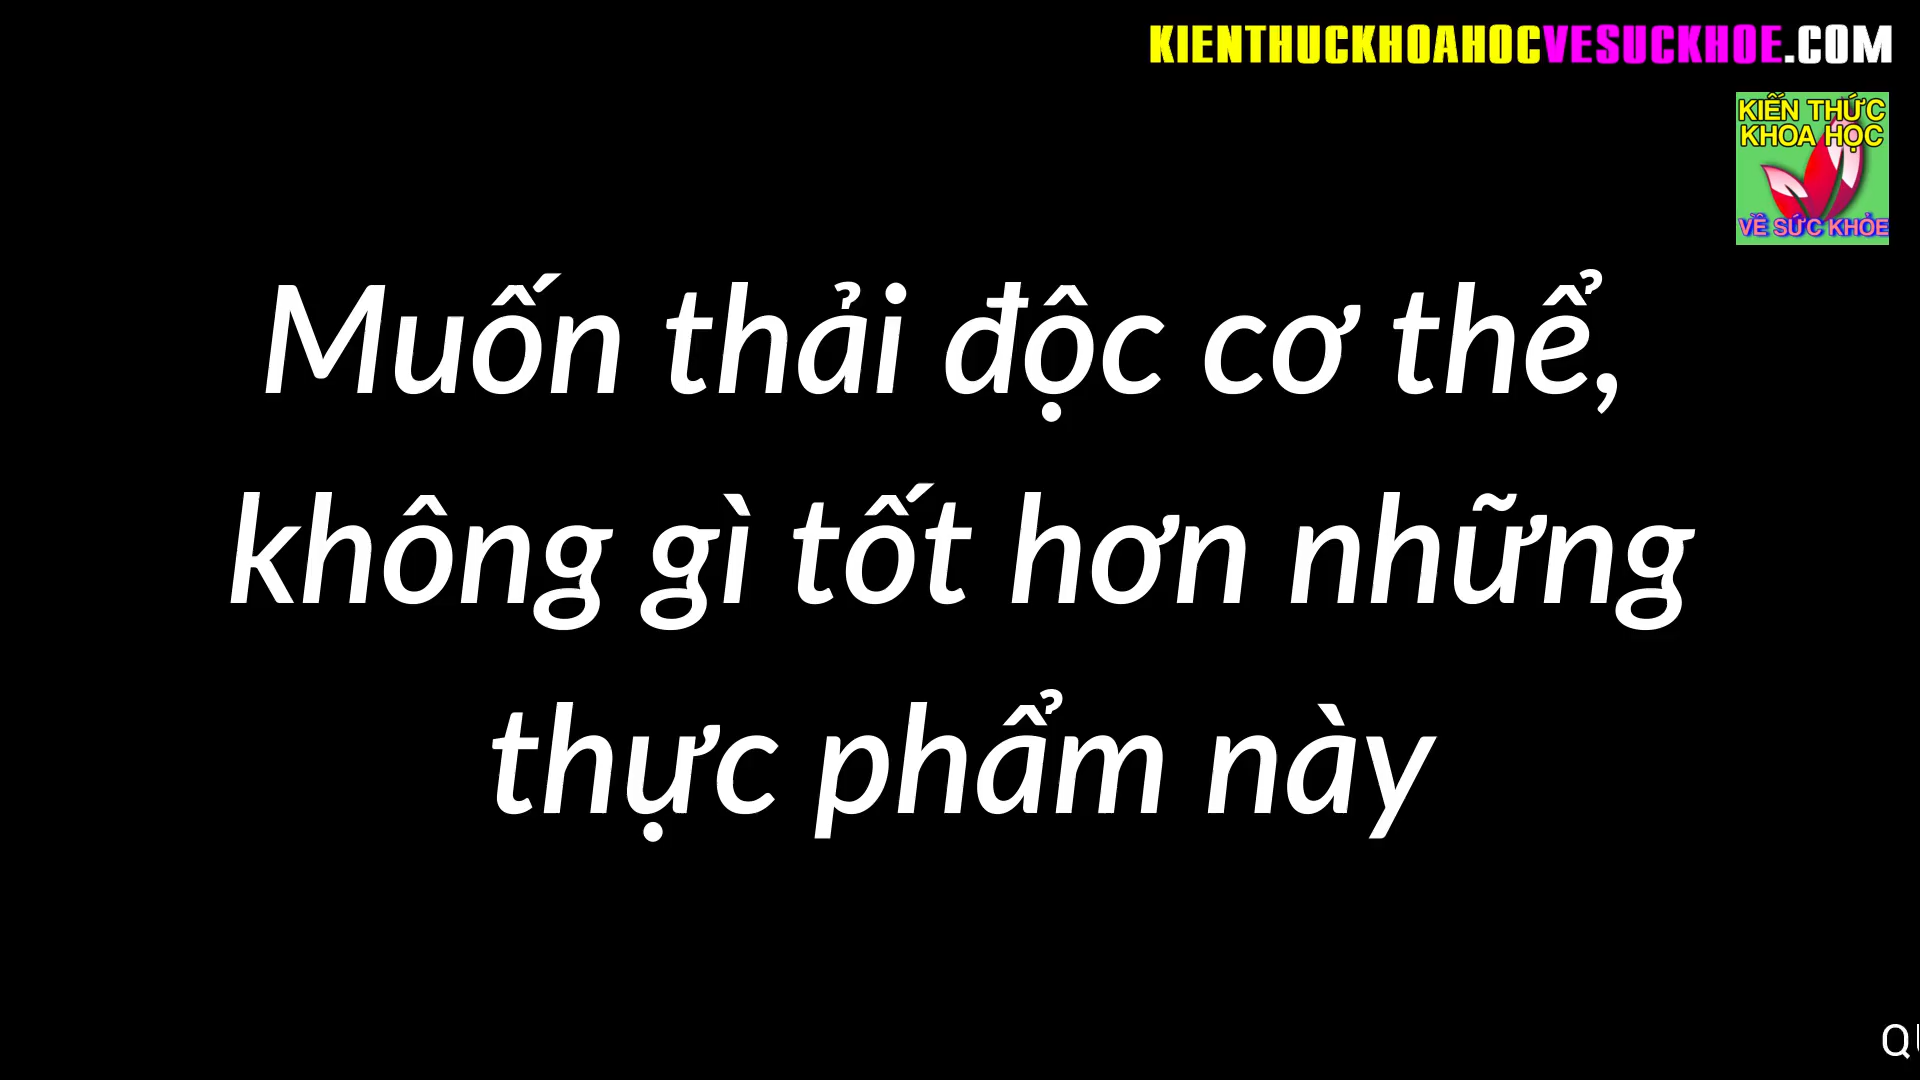 KIENTHUCKHOAHOCVESUCKHOE.COM
KIẾN THỨC
KHOA HỌC
VỀ SỨC KHỎE
Muốn thải độc cơ thể,
không gì tốt hơn những
thực phẩm này